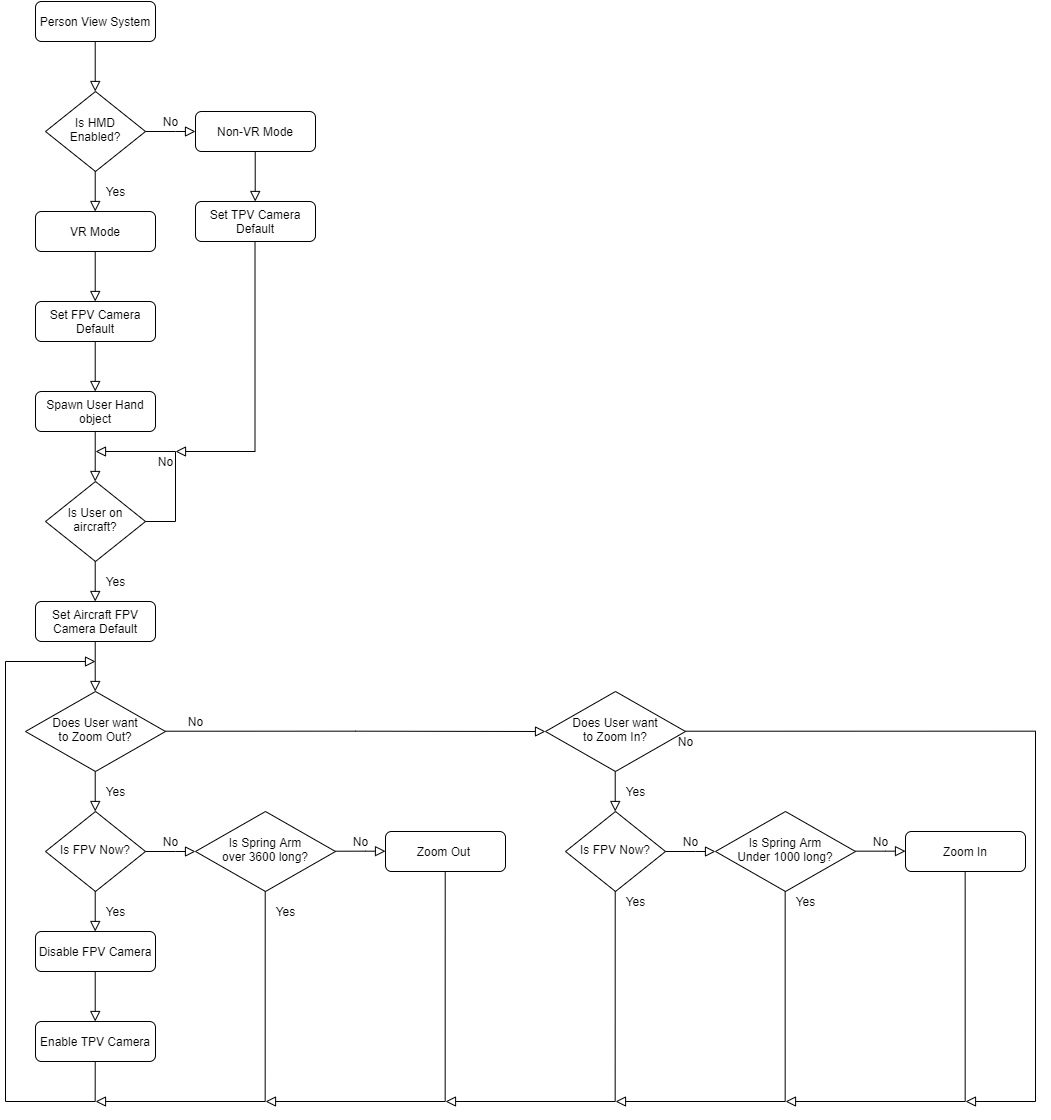 Person View System
Is HMD
Enabled?
No
Non-VR Mode
Yes
VR Mode
Set TPV Camera
Default
Set FPV Camera
Default
Spawn User Hand
object
No
Is User on
aircraft?
Yes
Set Aircraft FPV
Camera Default
Does User want
to Zoom Out?
No
Does User want
to Zoom In?
No
Yes
Yes
Is FPV Now?
No
Is Spring Arm
over 3600 long?
No
Zoom Out
Is FPV Now?
No
Is Spring Arm
Under 1000 long?
No
Zoom In
Yes
Yes
Yes
Yes
Disable FPV Camera
Enable TPV Camera